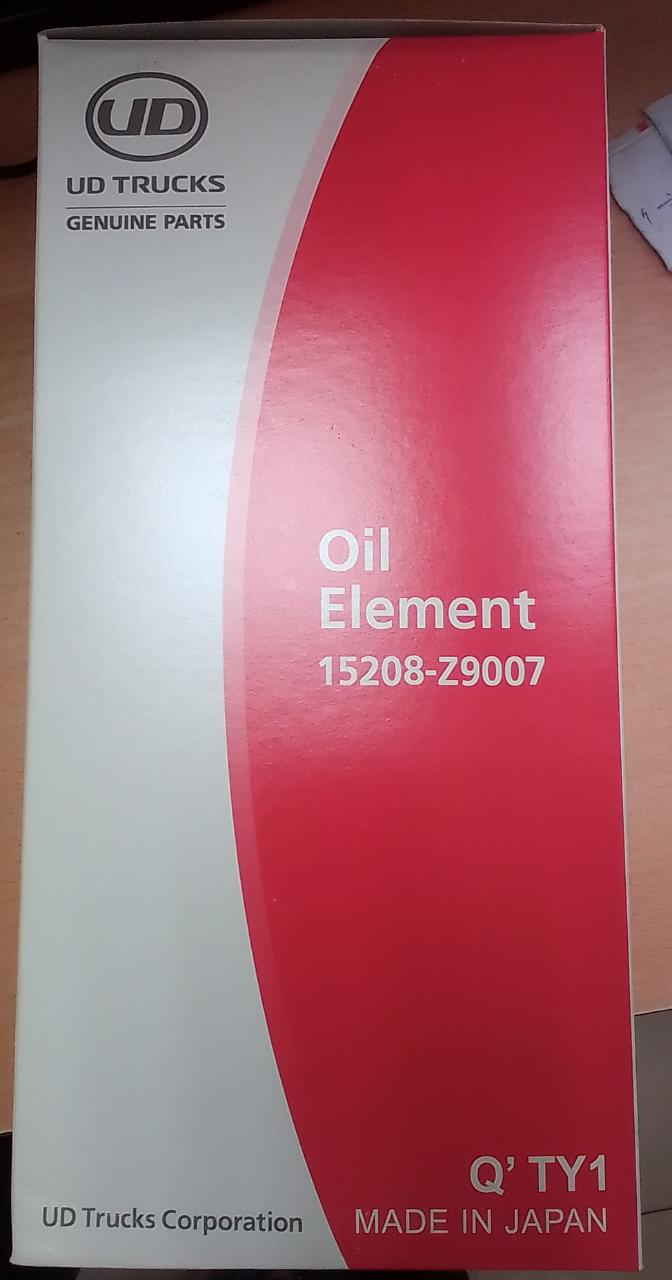 UD
UD TRUCKS
GENUINE PARTS
Oil
Element
15208-Z9007
Q' TY1
UD Trucks Corporation
MADE IN JAPAN